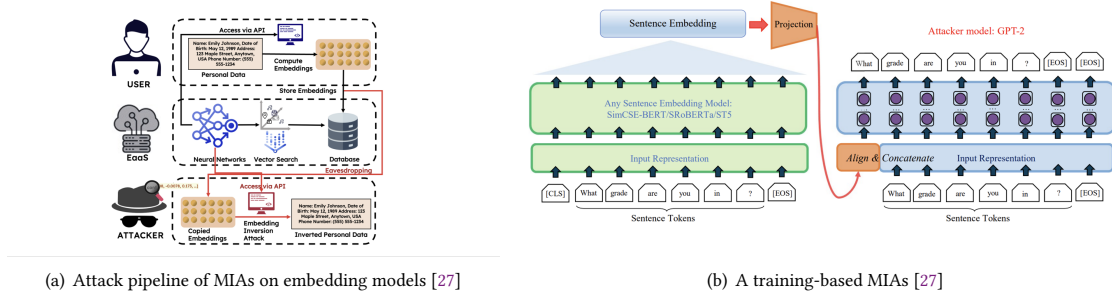 Access via API
Name: Emily Johnson, Date of
Birth: May 12, 1989 Address:
123 Maple Street, Anytown,
USA Phone Number: (555)
555-1234
Personal Data
Compute
Embeddings
USER
Store Embeddings
EaaS
Neural Networks
Vector Search
Database
Eavesdropping
Access via API
Name: Emily Johnson, Date of
Birth: May 12, 1989 Address: 123
Maple Street, Anytown, USA
Phone Number: (555) 555-1234
ATTACKER
Copied
Embeddings
Embedding
Inversion
Attack
Inverted Personal Data
(a) Attack pipeline of MIAs on embedding models [27]
Sentence Embedding
Projection
Attacker model: GPT-2
What grade are you in ? [EOS] [EOS]
Any Sentence Embedding Model:
SimCSE-BERT/SRoBERTa/ST5
Input Representation
Align & Concatenate
Input Representation
[CLS] What grade are you in ? [EOS]
Sentence Tokens
What grade are you in ? [EOS]
Sentence Tokens
(b) A training-based MIAs [27]